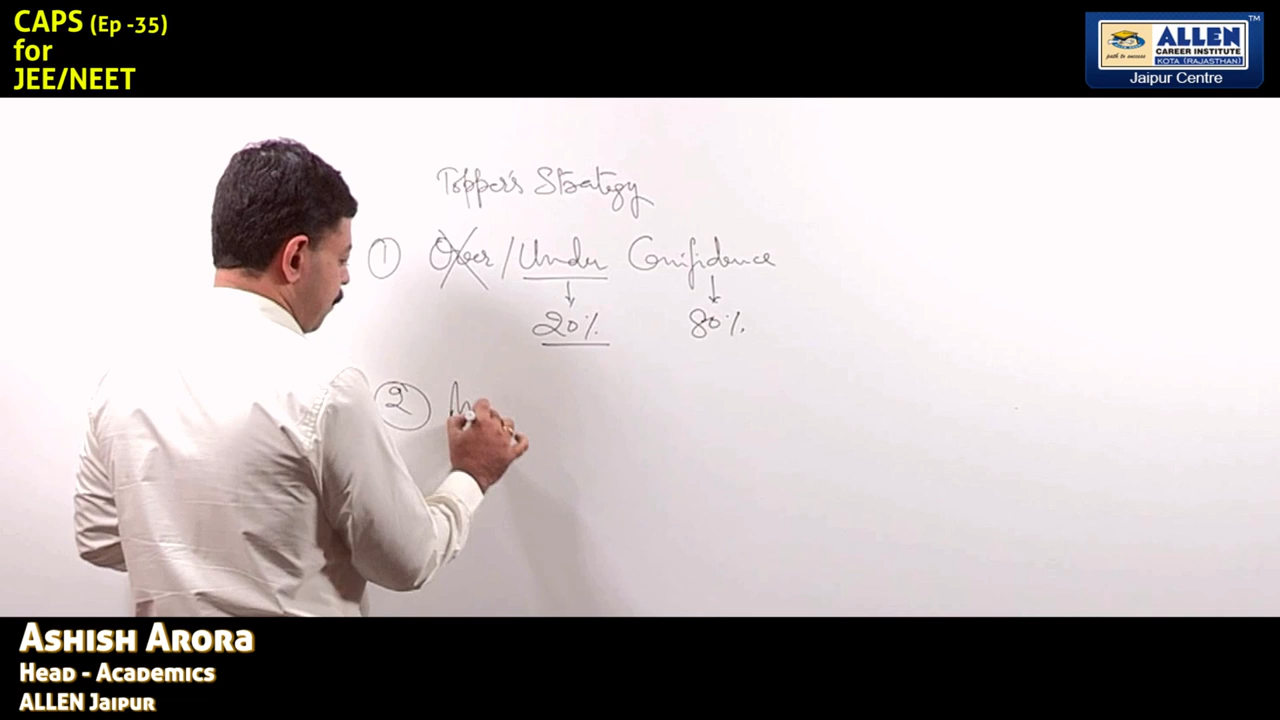 CAPS (Ep -35)
for
JEE/NEET
TM
ALLEN
CAREER INSTITUTE
KOTA (RAJASTHAN)
path to success
Jaipur Centre
Topper's Strategy
1 Over / Under Confidence
20% 80%
2
Ashish Arora
Head - Academics
ALLEN Jaipur